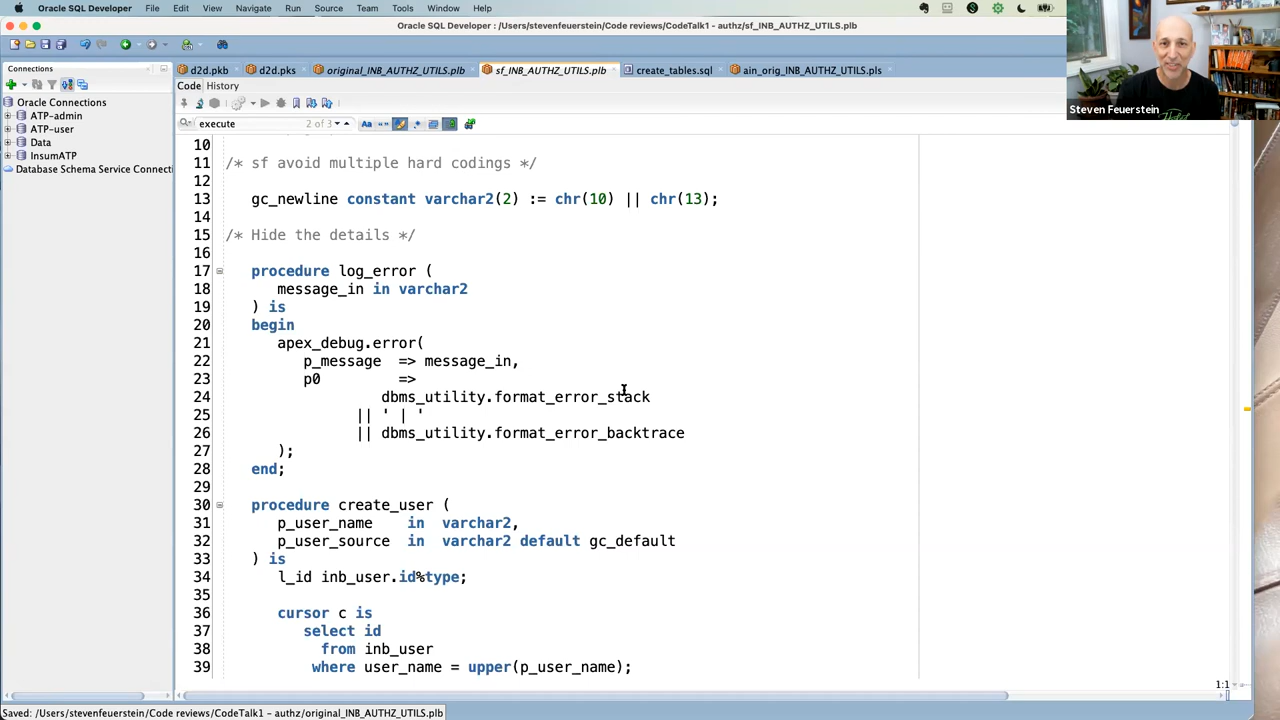 Oracle SQL Developer File Edit View Navigate Run Source Team Tools Window Help
Oracle SQL Developer : /Users/stevenfeuerstein/Code reviews/CodeTalk1 - authz/sf_INB_AUTHZ_UTILS.plb
Connections
d2d.pkb d2d.pks original_INB_AUTHZ_UTILS.plb sf_INB_AUTHZ_UTILS.plb create_tables.sql ain_orig_INB_AUTHZ_UTILS.pls
Code History
Oracle Connections
ATP-admin
ATP-user
Data
InsumATP
Database Schema Service Connecti
execute 2 of 3 Aa
10
11 /* sf avoid multiple hard codings */
12
13 gc_newline constant varchar2(2) := chr(10) || chr(13);
14
15 /* Hide the details */
16
17 procedure log_error (
18 message_in in varchar2
19 ) is
20 begin
21 apex_debug.error(
22 p_message => message_in,
23 p0 =>
24 dbms_utility.format_error_stack
25 || ' | '
26 || dbms_utility.format_error_backtrace
27 );
28 end;
29
30 procedure create_user (
31 p_user_name in varchar2,
32 p_user_source in varchar2 default gc_default
33 ) is
34 l_id inb_user.id%type;
35
36 cursor c is
37 select id
38 from inb_user
39 where user_name = upper(p_user_name);
1:1
Saved: /Users/stevenfeuerstein/Code reviews/CodeTalk1 - authz/original_INB_AUTHZ_UTILS.plb
Steven Feuerstein